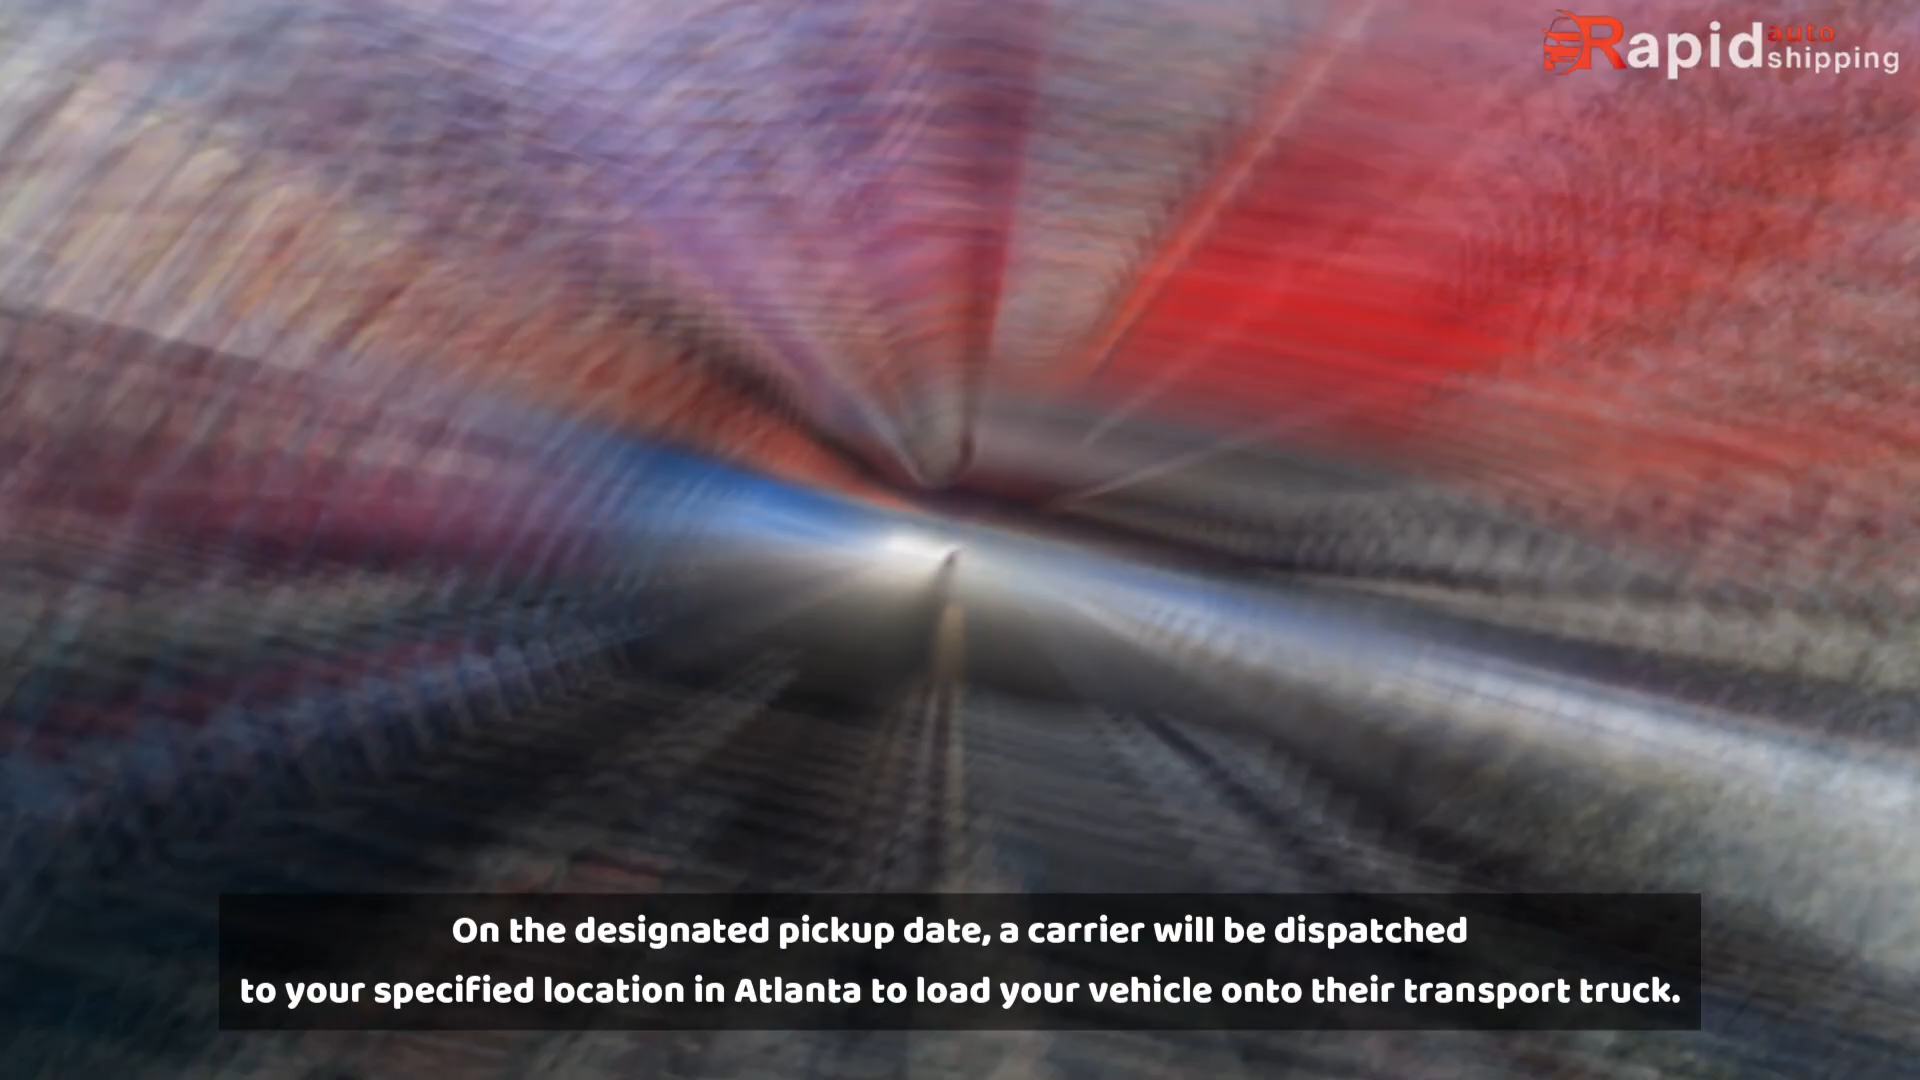 Rapid auto shipping
On the designated pickup date, a carrier will be dispatched
to your specified location in Atlanta to load your vehicle onto their transport truck.